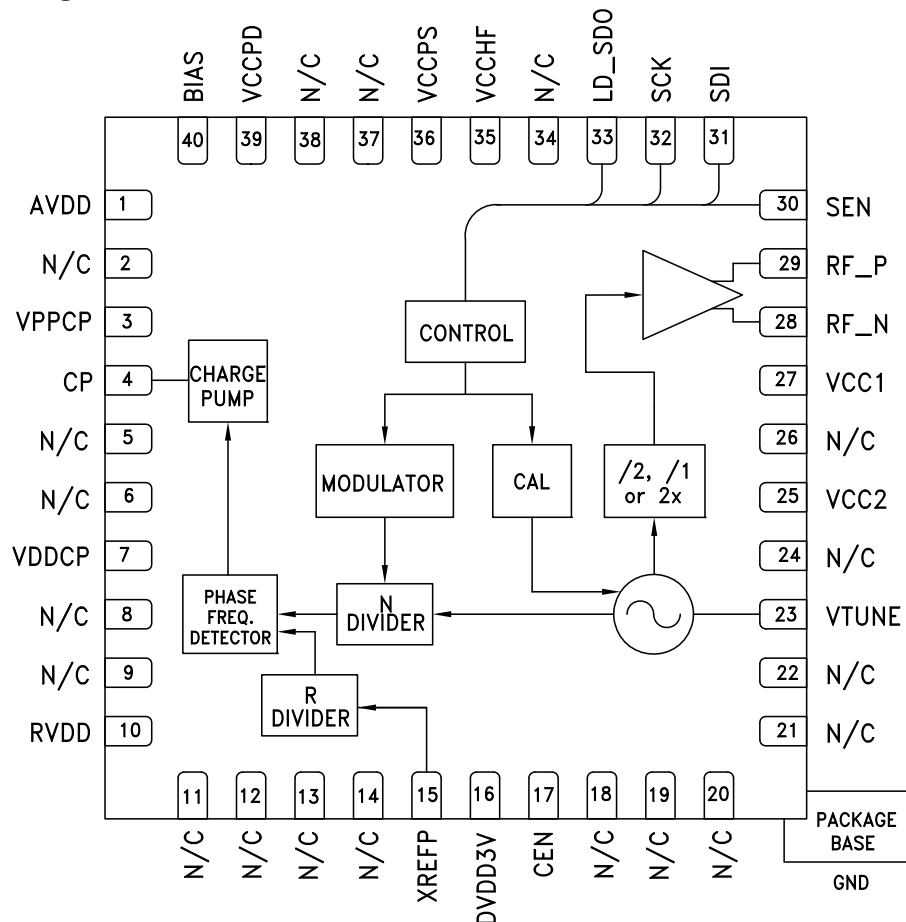 BIAS
VCCPD
N/C
N/C
VCCPS
VCCHF
N/C
LD_SDO
SCK
SDI
40
39
38
37
36
35
34
33
32
31
AVDD 1
N/C 2
VPPCP 3
CP 4
N/C 5
N/C 6
VDDCP 7
N/C 8
N/C 9
RVDD 10
30 SEN
29 RF_P
28 RF_N
27 VCC1
26 N/C
25 VCC2
24 N/C
23 VTUNE
22 N/C
21 N/C
CONTROL
CHARGE
PUMP
MODULATOR
CAL
/2, /1
or 2x
PHASE
FREQ.
DETECTOR
N
DIVIDER
R
DIVIDER
11
12
13
14
15
16
17
18
19
20
N/C
N/C
N/C
N/C
XREFP
DVDD3V
CEN
N/C
N/C
N/C
PACKAGE
BASE
GND